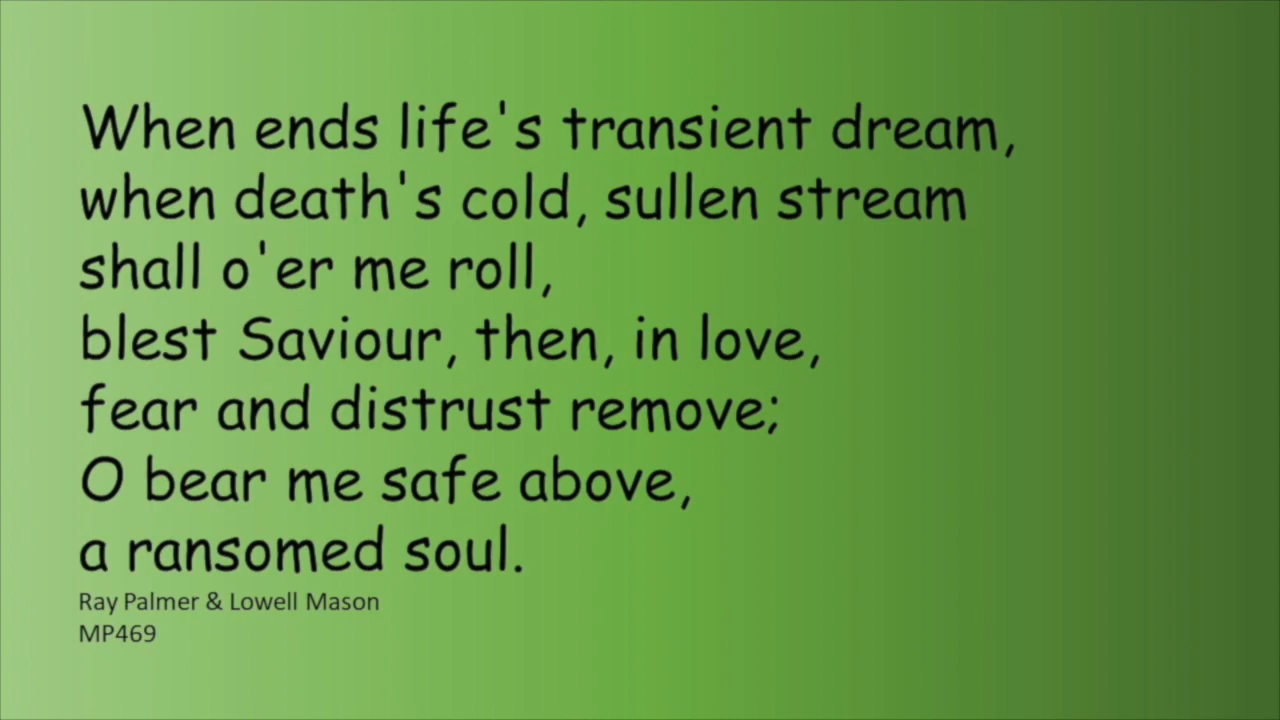 When ends life's transient dream,
when death's cold, sullen stream
shall o'er me roll,
blest Saviour, then, in love,
fear and distrust remove;
O bear me safe above,
a ransomed soul.
Ray Palmer & Lowell Mason
MP469